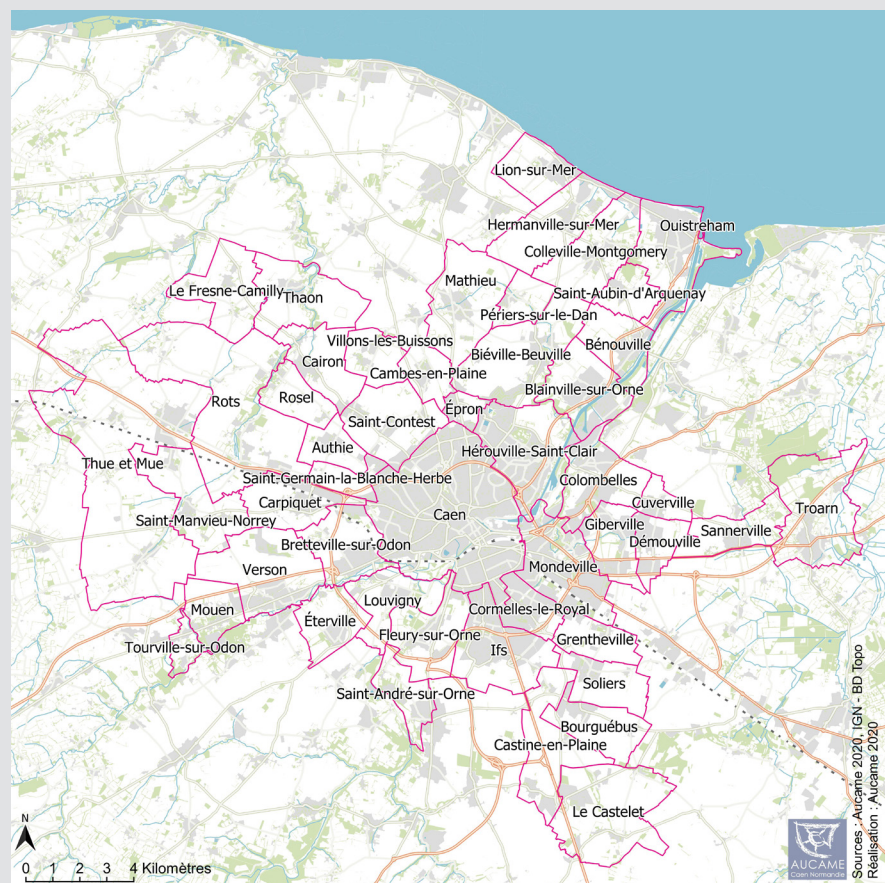 Lion-sur-Mer
Hermanville-sur-Mer
Ouistreham
Colleville-Montgomery
Mathieu
Le Fresne-Camilly
Thaon
Saint-Aubin-d'Arquenay
Périers-sur-le-Dan
Villons-les-Buissons
Bénouville
Cairon
Biéville-Beuville
Cambes-en-Plaine
Blainville-sur-Orne
Rosel
Rots
Épron
Saint-Contest
Authie
Hérouville-Saint-Clair
Thue et Mue
Saint-Germain-la-Blanche-Herbe
Colombelles
Carpiquet
Cuverville
Troarn
Caen
Saint-Manvieu-Norrey
Giberville
Sannerville
Démouville
Bretteville-sur-Odon
Verson
Mondeville
Louvigny
Mouen
Cormelles-le-Royal
Éterville
Fleury-sur-Orne
Grentheville
Tourville-sur-Odon
Ifs
Soliers
Saint-André-sur-Orne
Bourguébus
Castine-en-Plaine
Le Castelet
N
0 1 2 3 4 Kilomètres
AUCAME
Caen Normandie
Sources : Aucame 2020, IGN - BD Topo
Réalisation : Aucame 2020